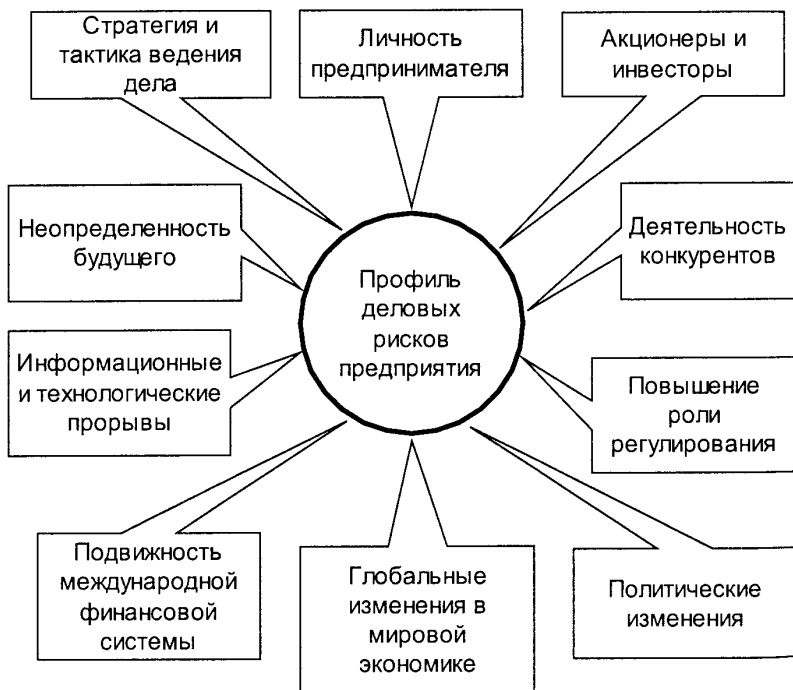 Стратегия и
тактика ведения
дела
Личность
предпринимателя
Акционеры и
инвесторы
Неопределенность
будущего
Деятельность
конкурентов
Профиль
деловых
рисков
предприятия
Информационные
и технологические
прорывы
Повышение
роли
регулирования
Подвижность
международной
финансовой
системы
Глобальные
изменения в
мировой
экономике
Политические
изменения